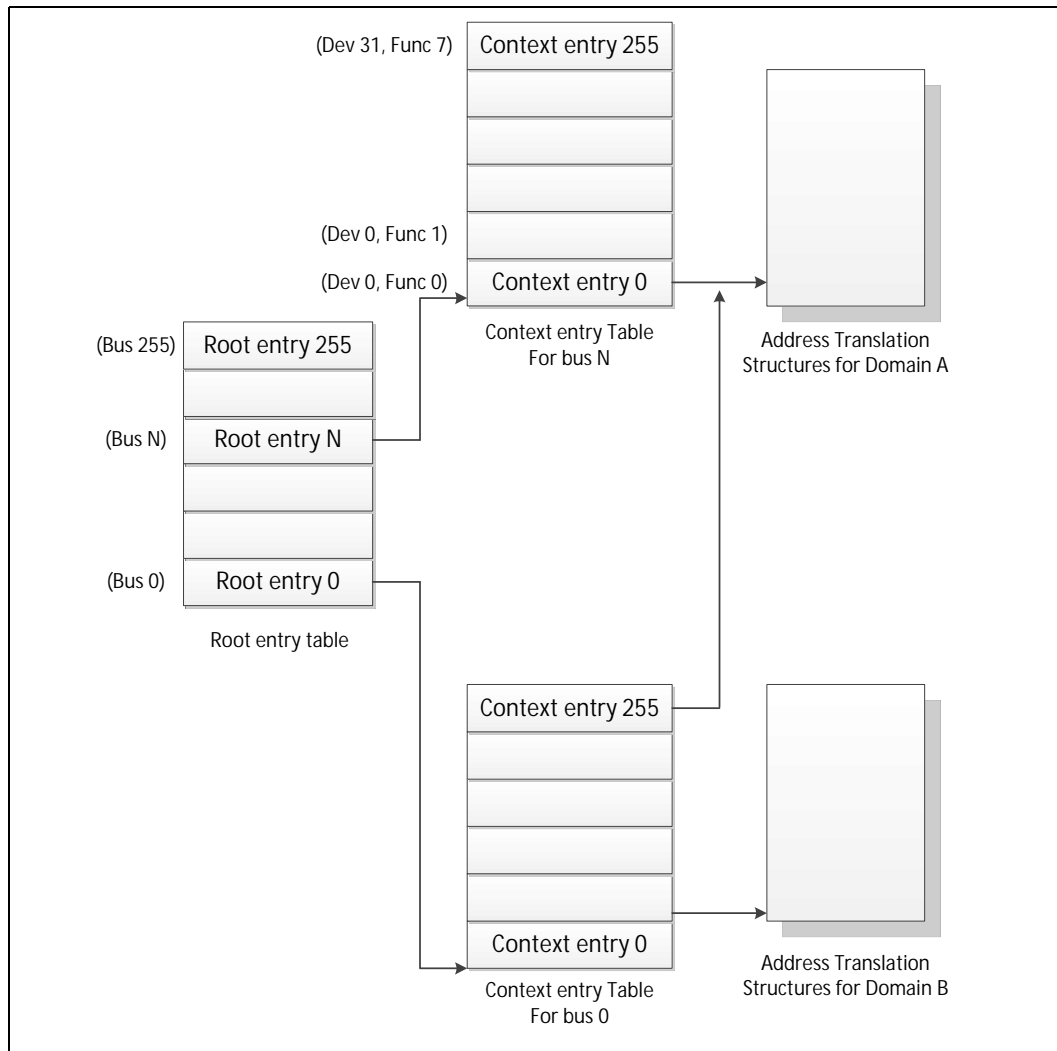 (Dev 31, Func 7)
Context entry 255
(Dev 0, Func 1)
(Dev 0, Func 0)
Context entry 0
Context entry Table
For bus N
Address Translation
Structures for Domain A
(Bus 255)
Root entry 255
(Bus N)
Root entry N
(Bus 0)
Root entry 0
Root entry table
Context entry 255
Context entry 0
Context entry Table
For bus 0
Address Translation
Structures for Domain B